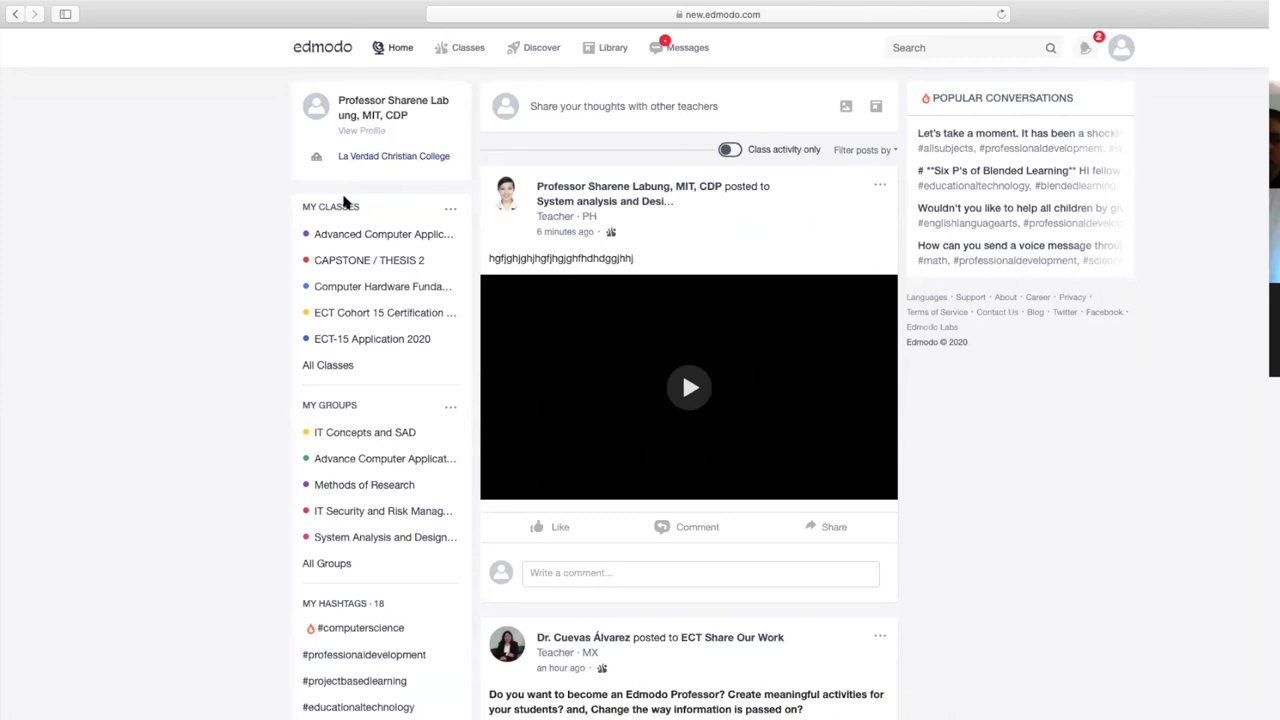 new.edmodo.com
edmodo Home Classes Discover Library Messages Search 2
Professor Sharene Lab
ung, MIT, CDP
View Profile
La Verdad Christian College
MY CLASSES ...
Advanced Computer Applic...
CAPSTONE / THESIS 2
Computer Hardware Funda...
ECT Cohort 15 Certification ...
ECT-15 Application 2020
All Classes
MY GROUPS ...
IT Concepts and SAD
Advance Computer Applicat...
Methods of Research
IT Security and Risk Manag...
System Analysis and Design...
All Groups
MY HASHTAGS · 18
#computerscience
#professionaldevelopment
#projectbasedlearning
#educationaltechnology
Share your thoughts with other teachers
Class activity only Filter posts by
Professor Sharene Labung, MIT, CDP posted to
System analysis and Desi...
Teacher · PH
6 minutes ago ·
hgfjghjghjhgfjhgjghfhdhdggjhhj
Like Comment Share
Write a comment...
Dr. Cuevas Álvarez posted to ECT Share Our Work
Teacher · MX
an hour ago ·
Do you want to become an Edmodo Professor? Create meaningful activities for
your students? and, Change the way information is passed on?
POPULAR CONVERSATIONS
Let's take a moment. It has been a shocki
#allsubjects, #professionaldevelopment, #s
# **Six P's of Blended Learning** Hi fellow
#educationaltechnology, #blendedlearning
Wouldn't you like to help all children by gi
#englishlanguagearts, #professionaldevelo
How can you send a voice message throu
#math, #professionaldevelopment, #scienc
Languages · Support · About · Career · Privacy ·
Terms of Service · Contact Us · Blog · Twitter · Facebook ·
Edmodo Labs
Edmodo © 2020